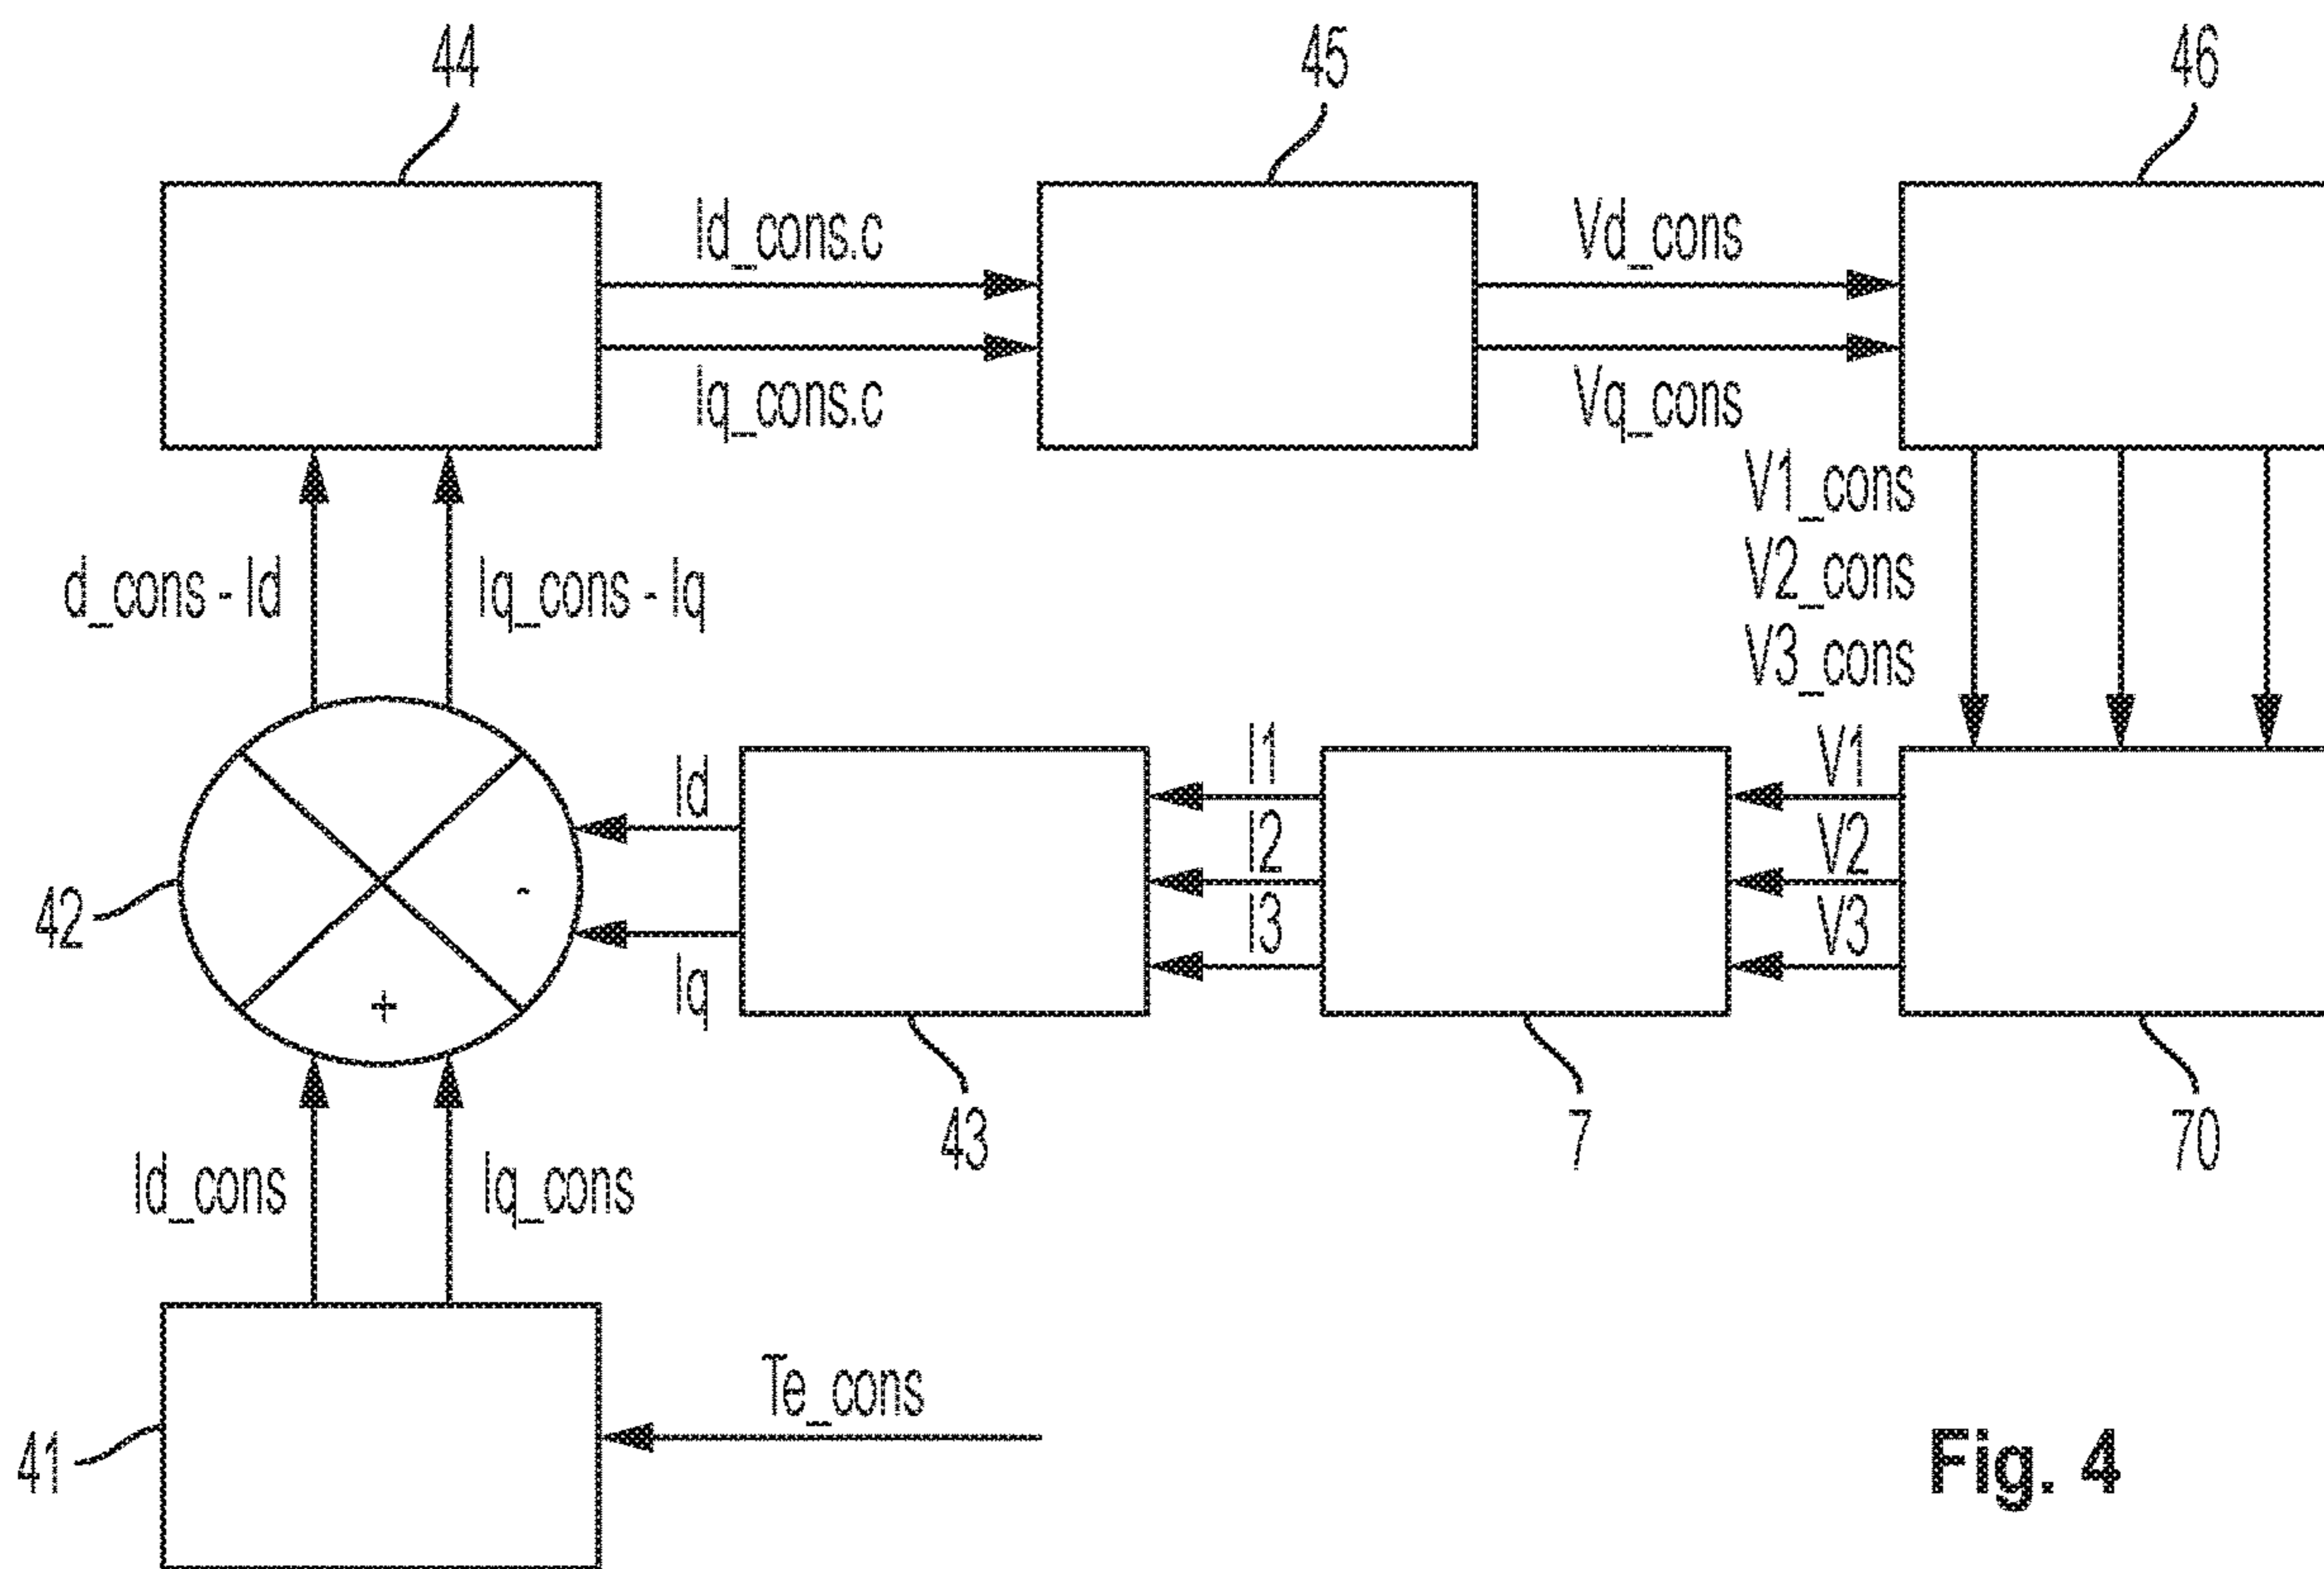 44
45
46
Id_cons.c
Vd_cons
Iq_cons.c
Vq_cons
V1_cons
V2_cons
V3_cons
d_cons - Id
Iq_cons - Iq
Id
I1
V1
I2
V2
I3
V3
42
-
+
Iq
43
7
70
Id_cons
Iq_cons
Te_cons
41
Fig. 4